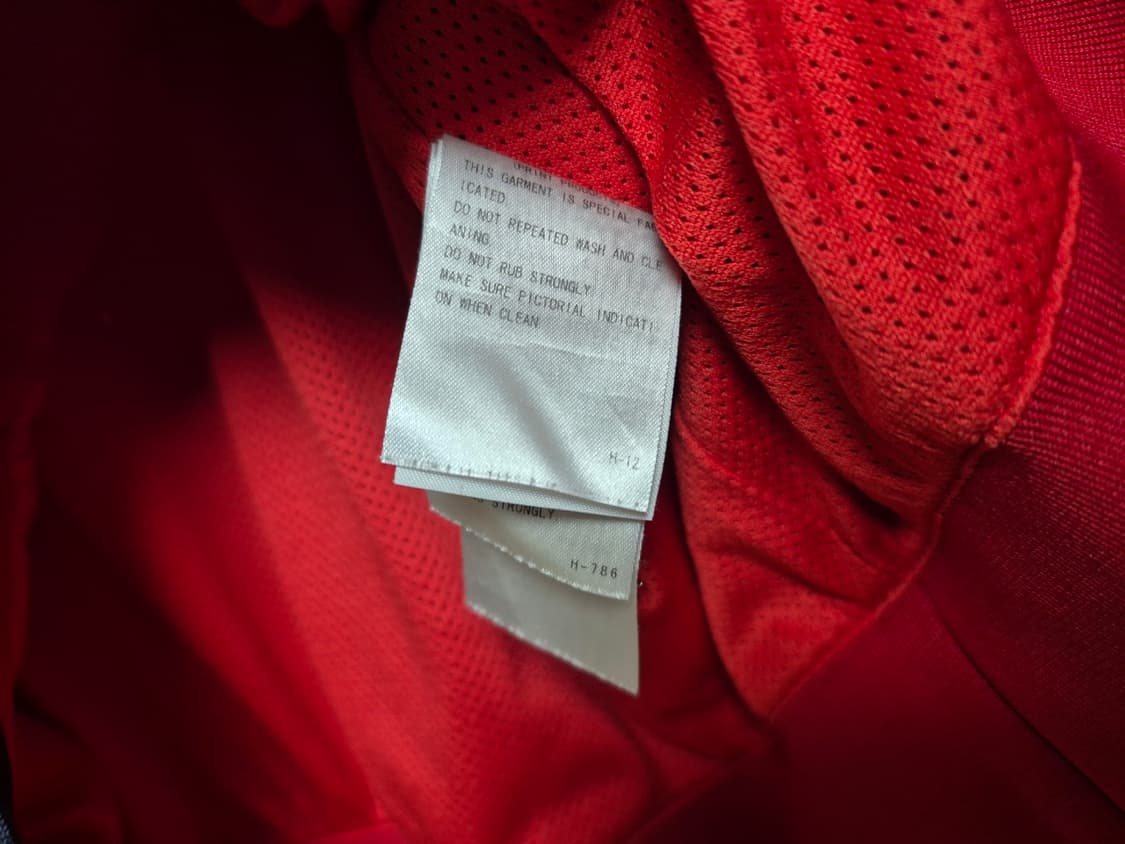 THIS GARMENT IS SPECIAL FAB
ICATED.
DO NOT REPEATED WASH AND CLE
ANING
DO NOT RUB STRONGLY
MAKE SURE PICTORIAL INDICATI
ON WHEN CLEAN
H-12
STRONGLY
H-786